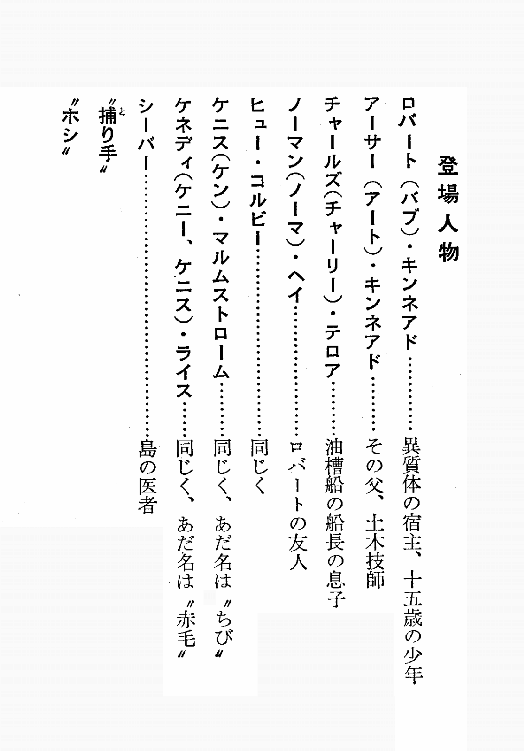 登場人物
ロバート(バブ)・キンネアド…………異質体の宿主、十五歳の少年
アーサー(アート)・キンネアド…………その父、土木技師
チャールズ(チャーリー)・テロア…………油槽船の船長の息子
ノーマン(ノーマ)・ヘイ…………ロバートの友人
ヒュー・コルビー…………同じく
ケニス(ケン)・マルムストローム…………同じく、あだ名は〝ちび〟
ケネディ(ケニー、ケニス)・ライス……同じく、あだ名は〝赤毛〟
シーバー…………島の医者
〝捕り手〟
〝ホシ〟